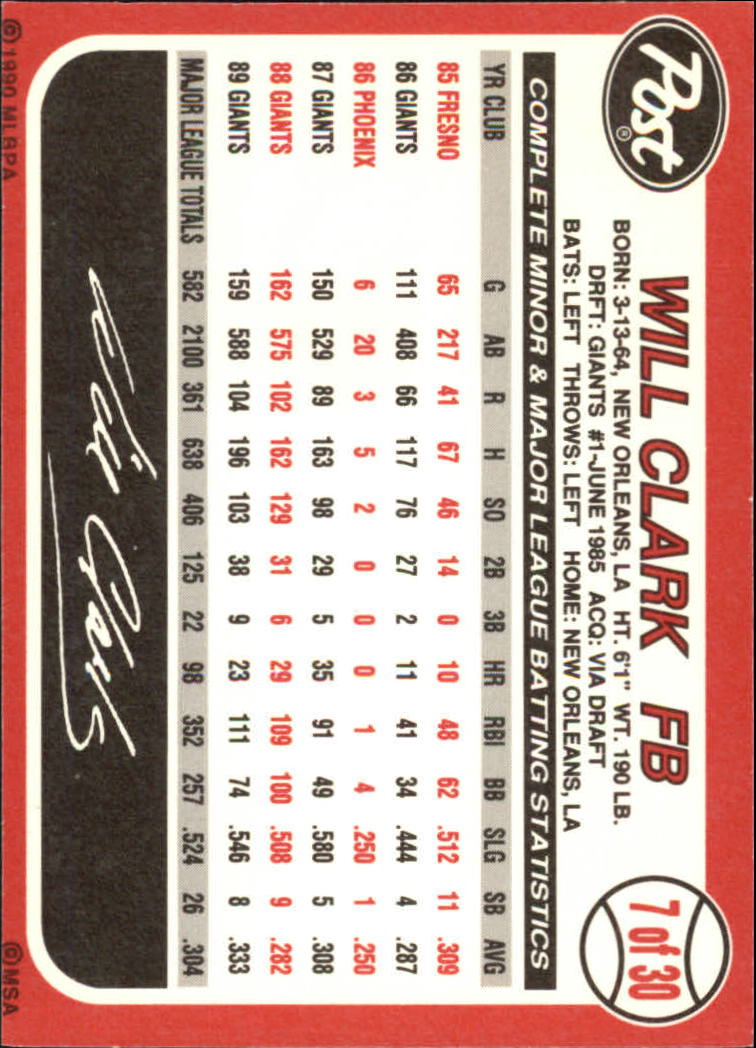 Post®
WILL CLARK FB
7 of 30
BORN: 3-13-64, NEW ORLEANS, LA HT. 6'1" WT. 190 LB.
DRFT: GIANTS #1-JUNE 1985 ACQ: VIA DRAFT
BATS: LEFT THROWS: LEFT HOME: NEW ORLEANS, LA
COMPLETE MINOR & MAJOR LEAGUE BATTING STATISTICS
YR CLUB G AB R H SO 2B 3B HR RBI BB SLG SB AVG
85 FRESNO 65 217 41 67 46 14 0 10 48 62 .512 11 .309
86 GIANTS 111 408 66 117 76 27 2 11 41 34 .444 4 .287
86 PHOENIX 6 20 3 5 2 0 0 0 1 4 .250 1 .250
87 GIANTS 150 529 89 163 98 29 5 35 91 49 .580 5 .308
88 GIANTS 162 575 102 162 129 31 6 29 109 100 .508 9 .282
89 GIANTS 159 588 104 196 103 38 9 23 111 74 .546 8 .333
MAJOR LEAGUE TOTALS 582 2100 361 638 406 125 22 98 352 257 .524 26 .304
Will Clark
©1990 MLBPA
©MSA